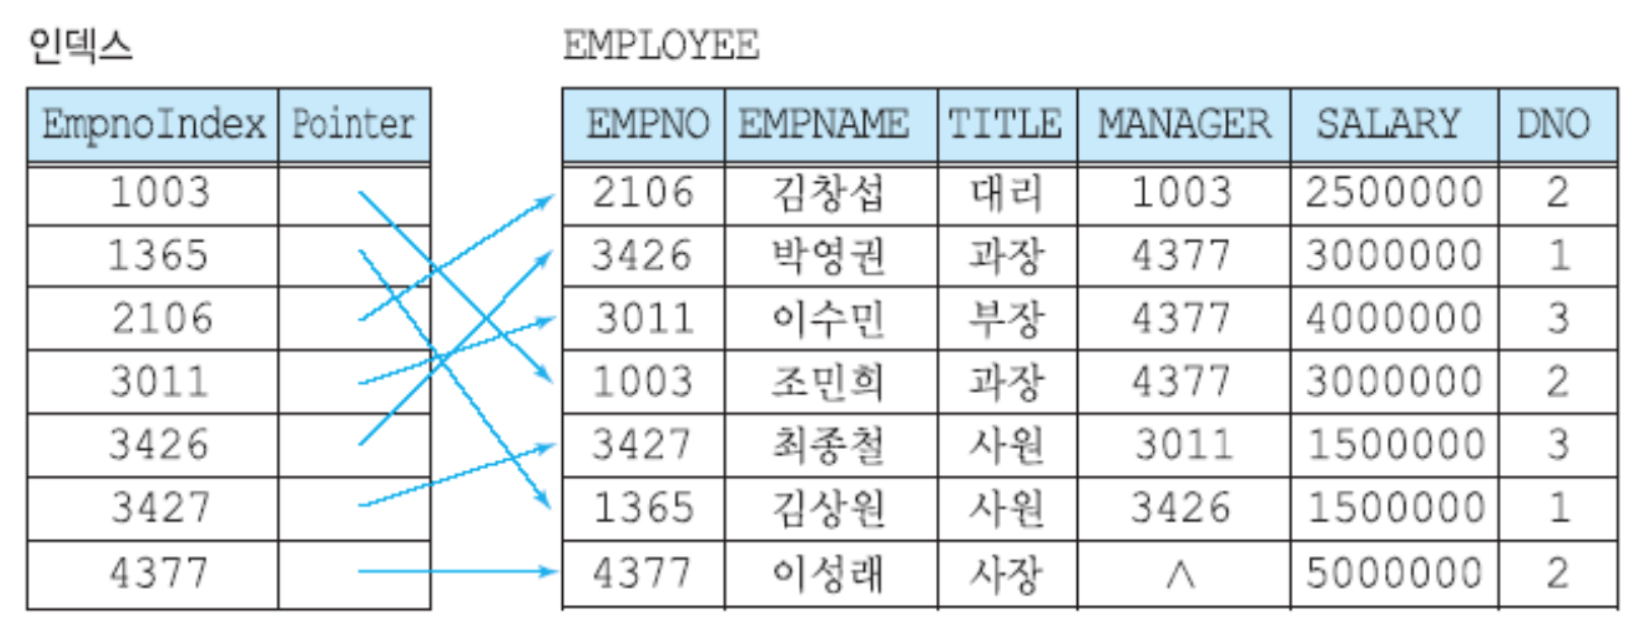 인덱스 EMPLOYEE
EmpnoIndex Pointer EMPNO EMPNAME TITLE MANAGER SALARY DNO
1003 2106 김창섭 대리 1003 2500000 2
1365 3426 박영권 과장 4377 3000000 1
2106 3011 이수민 부장 4377 4000000 3
3011 1003 조민희 과장 4377 3000000 2
3426 3427 최종철 사원 3011 1500000 3
3427 1365 김상원 사원 3426 1500000 1
4377 4377 이성래 사장 ∧ 5000000 2